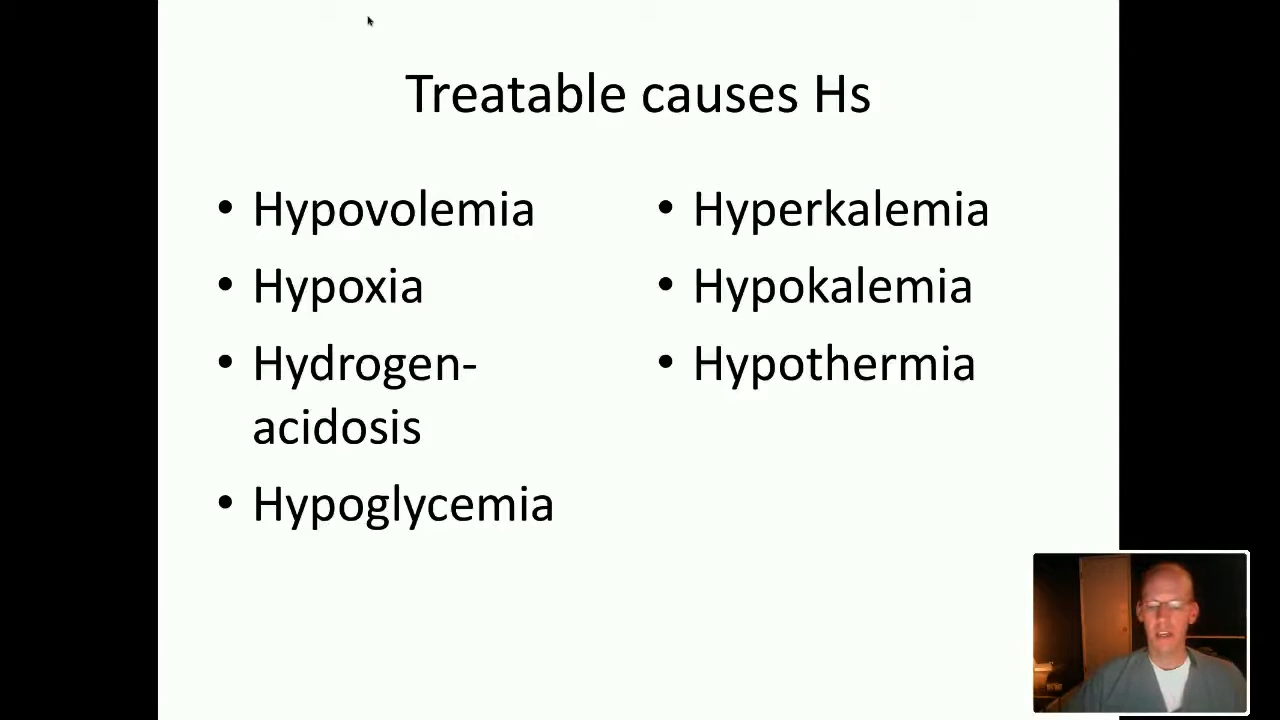 Treatable causes Hs
• Hypovolemia
• Hypoxia
• Hydrogen-
acidosis
• Hypoglycemia
• Hyperkalemia
• Hypokalemia
• Hypothermia